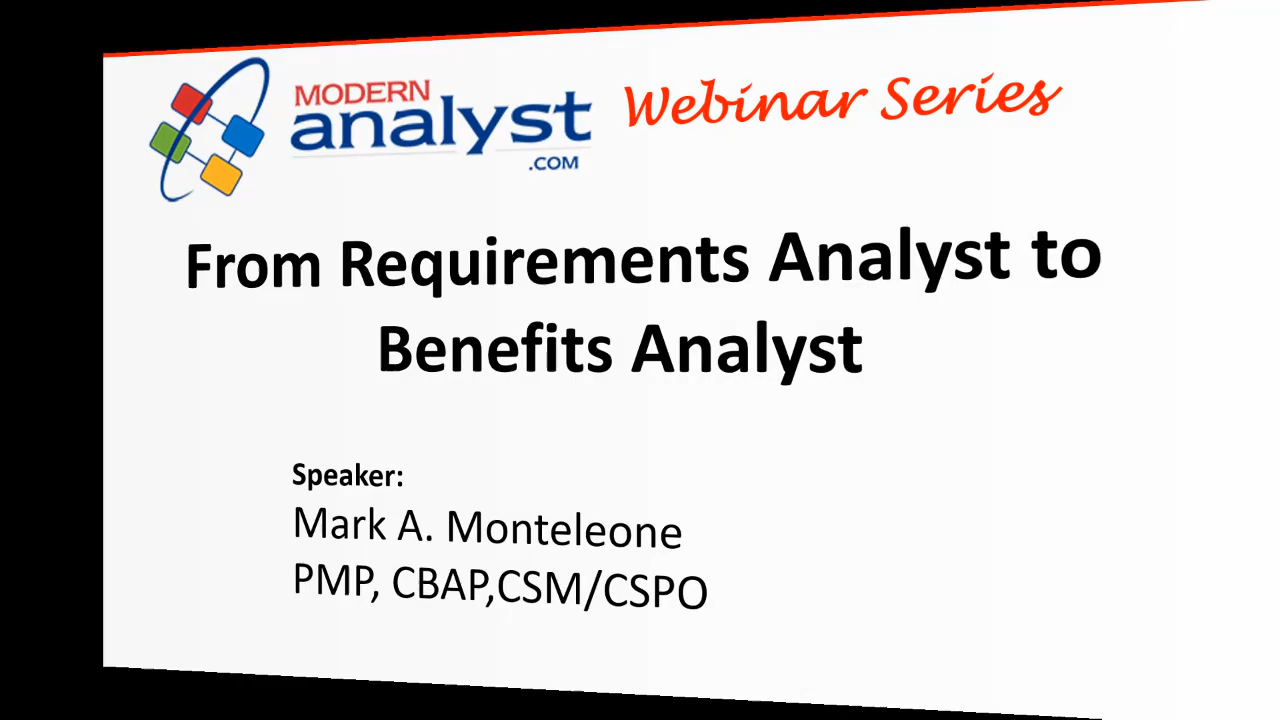 MODERN
analyst
.COM
Webinar Series
From Requirements Analyst to
Benefits Analyst
Speaker:
Mark A. Monteleone
PMP, CBAP,CSM/CSPO